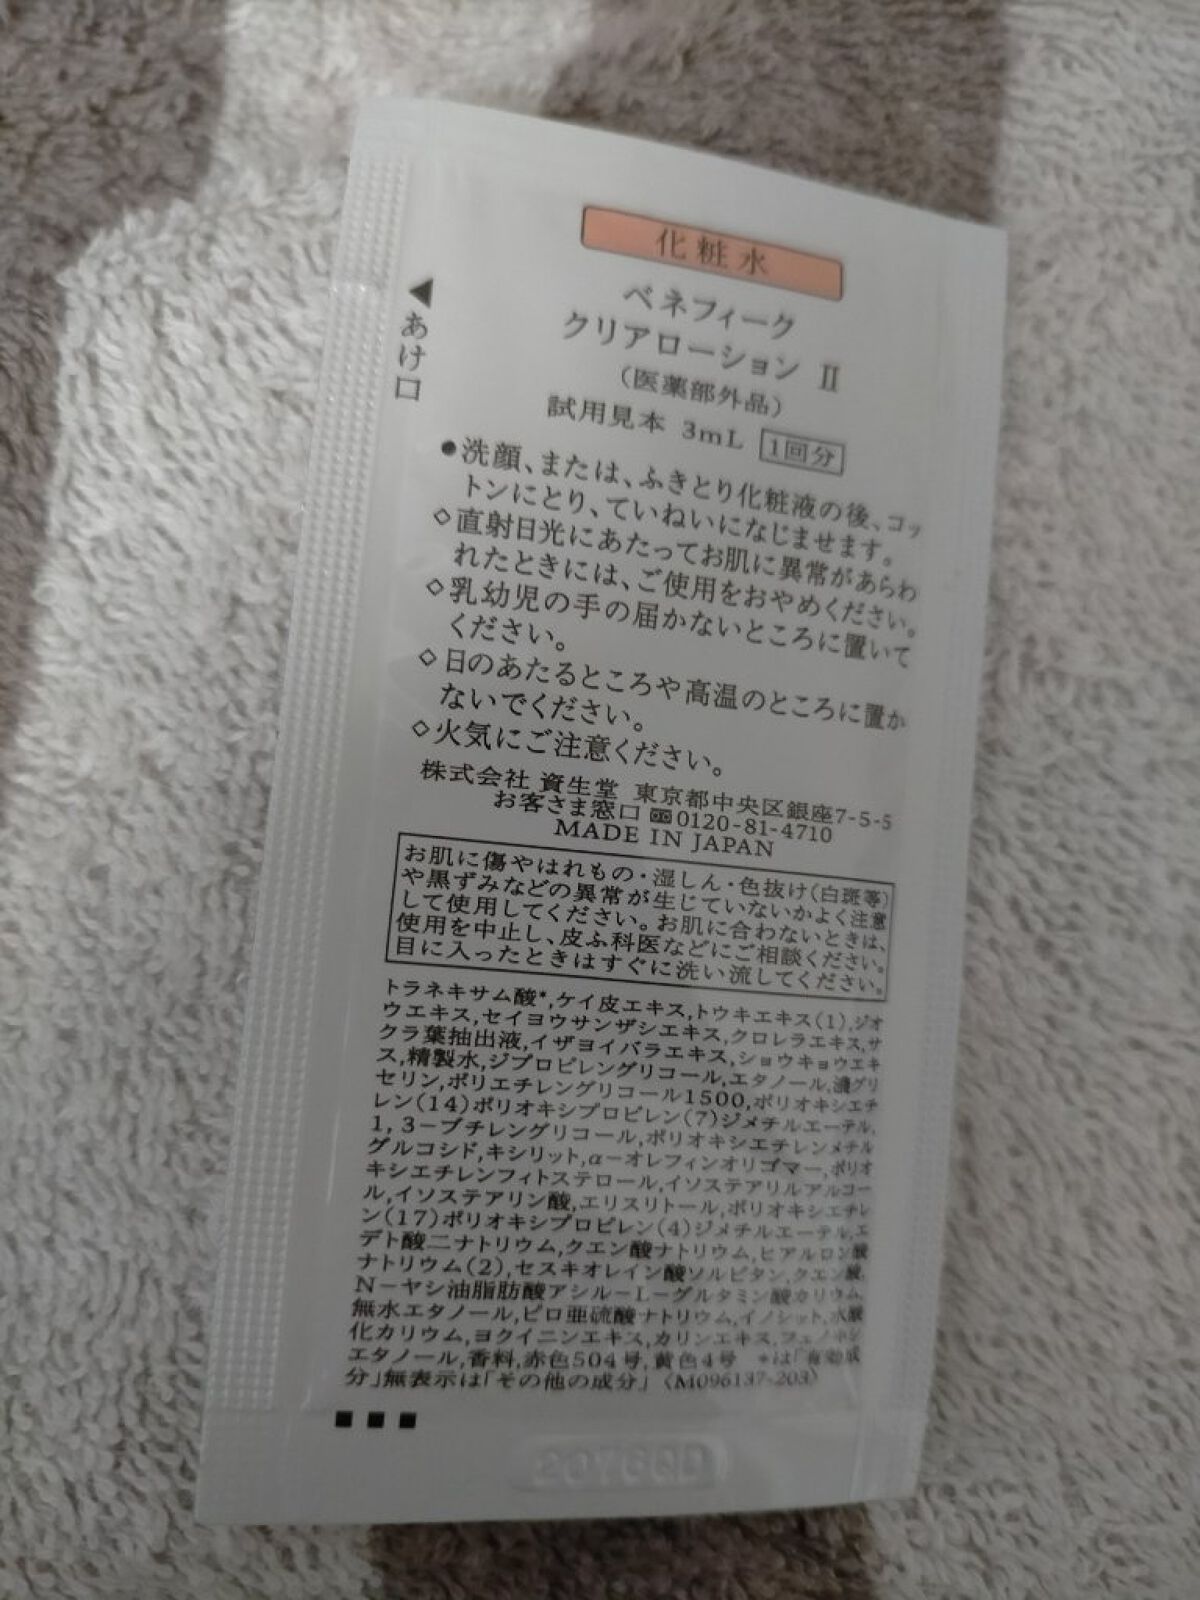 化粧水
ベネフィーク
クリアローション II
(医薬部外品)
試用見本 3mL 1回分
◀あけ口
●洗顔、または、ふきとり化粧液の後、コッ
トンにとり、ていねいになじませます。
◇直射日光にあたってお肌に異常があらわ
れたときには、ご使用をおやめください。
◇乳幼児の手の届かないところに置いて
ください。
◇日のあたるところや高温のところに置か
ないでください。
◇火気にご注意ください。
株式会社 資生堂 東京都中央区銀座7-5-5
お客さま窓口 0120-81-4710
MADE IN JAPAN
お肌に傷やはれもの・湿しん・色抜け(白斑等)
や黒ずみなどの異常が生じていないかよく注意
して使用してください。お肌に合わないときは、
使用を中止し、皮ふ科医などにご相談ください。
目に入ったときはすぐに洗い流してください。
トラネキサム酸*,ケイ皮エキス,トウキエキス(1),ジオ
ウエキス,セイヨウサンザシエキス,クロレラエキス,サ
クラ葉抽出液,イザヨイバラエキス,ショウキョウエキ
ス,精製水,ジプロピレングリコール,エタノール,濃グリ
セリン,ポリエチレングリコール1500,ポリオキシエチ
レン(14)ポリオキシプロピレン(7)ジメチルエーテル,
1,3-ブチレングリコール,ポリオキシエチレンメチル
グルコシド,キシリット,α-オレフィンオリゴマー,ポリオ
キシエチレンフィトステロール,イソステアリルアルコー
ル,イソステアリン酸,エリスリトール,ポリオキシエチレ
ン(17)ポリオキシプロピレン(4)ジメチルエーテル,エ
デト酸二ナトリウム,クエン酸ナトリウム,ヒアルロン酸
ナトリウム(2),セスキオレイン酸ソルビタン,クエン酸,
N-ヤシ油脂肪酸アシル-L-グルタミン酸カリウム,
無水エタノール,ピロ亜硫酸ナトリウム,イノシット,水酸
化カリウム,ヨクイニンエキス,カリンエキス,フェノキシ
エタノール,香料,赤色504号,黄色4号 *は「有効成
分」無表示は「その他の成分」〈M096137-203〉